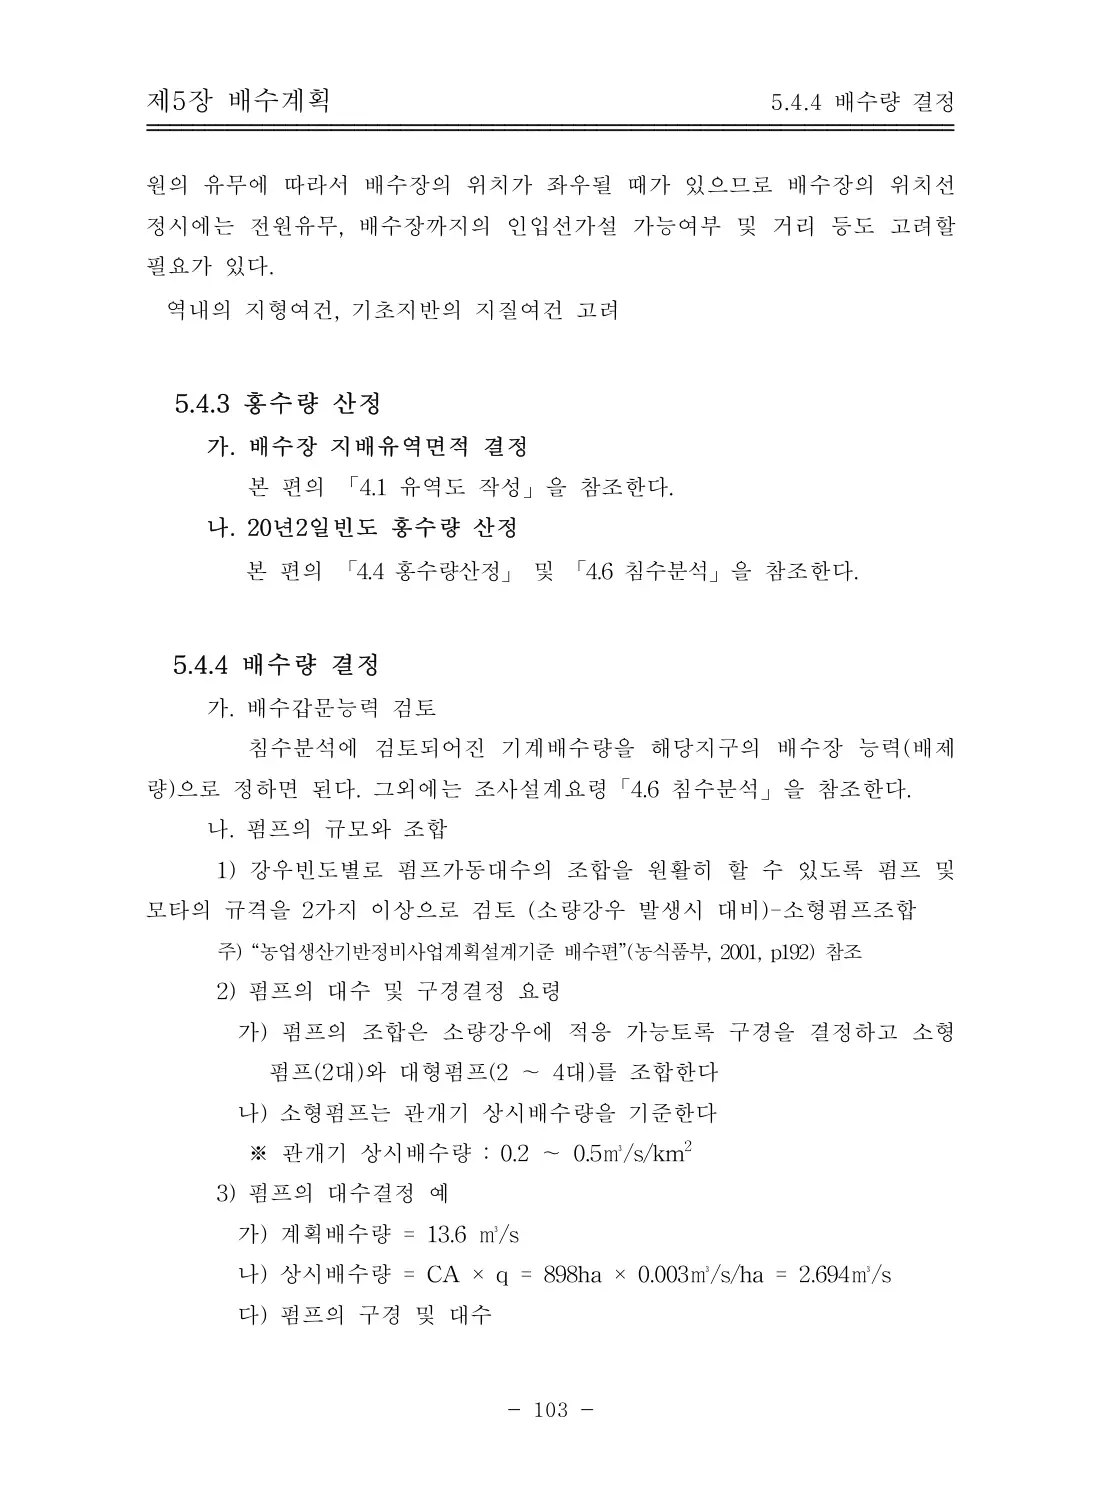 제5장 배수계획
5.4.4 배수량 결정
원의 유무에 따라서 배수장의 위치가 좌우될 때가 있으므로 배수장의 위치선
정시에는 전원유무, 배수장까지의 인입선가설 가능여부 및 거리 등도 고려할
필요가 있다.
역내의 지형여건, 기초지반의 지질여건 고려
5.4.3 홍수량 산정
가. 배수장 지배유역면적 결정
본 편의 「4.1 유역도 작성」을 참조한다.
나. 20년2일빈도 홍수량 산정
본 편의 「4.4 홍수량산정」 및 「4.6 침수분석」을 참조한다.
5.4.4 배수량 결정
가. 배수갑문능력 검토
침수분석에 검토되어진 기계배수량을 해당지구의 배수장 능력(배제
량)으로 정하면 된다. 그외에는 조사설계요령「4.6 침수분석」을 참조한다.
나. 펌프의 규모와 조합
1) 강우빈도별로 펌프가동대수의 조합을 원활히 할 수 있도록 펌프 및
모타의 규격을 2가지 이상으로 검토 (소량강우 발생시 대비)-소형펌프조합
주) “농업생산기반정비사업계획설계기준 배수편”(농식품부, 2001, p192) 참조
2) 펌프의 대수 및 구경결정 요령
가) 펌프의 조합은 소량강우에 적응 가능토록 구경을 결정하고 소형
펌프(2대)와 대형펌프(2 ~ 4대)를 조합한다
나) 소형펌프는 관개기 상시배수량을 기준한다
※ 관개기 상시배수량 : 0.2 ~ 0.5㎥/s/km²
3) 펌프의 대수결정 예
가) 계획배수량 = 13.6 ㎥/s
나) 상시배수량 = CA × q = 898ha × 0.003㎥/s/ha = 2.694㎥/s
다) 펌프의 구경 및 대수
- 103 -